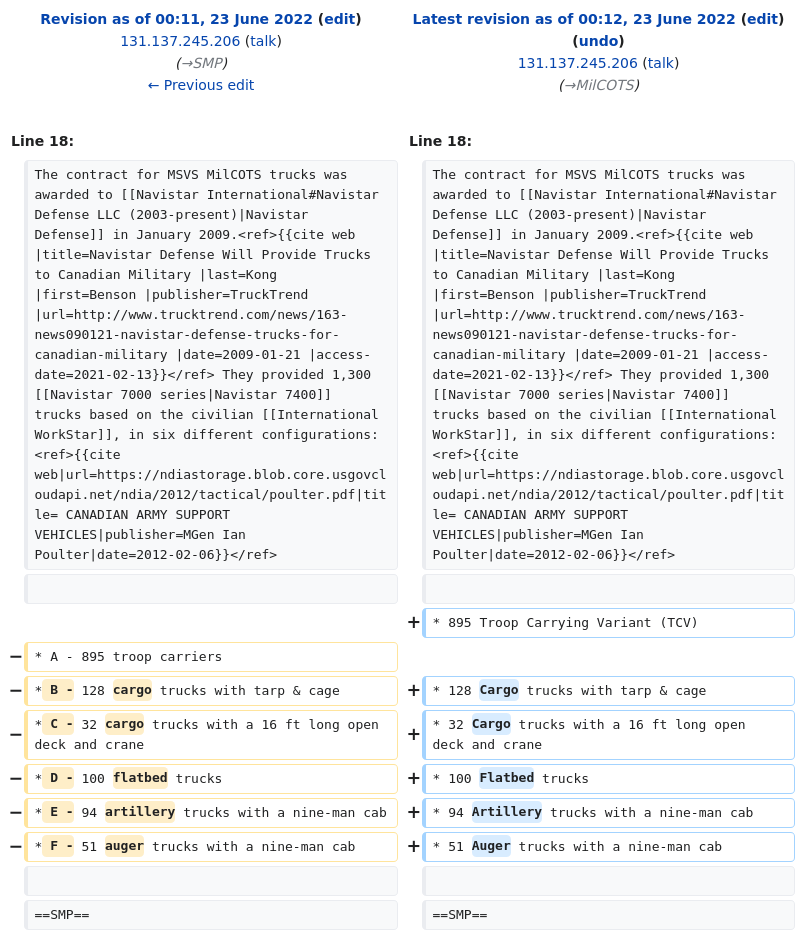 Revision as of 00:11, 23 June 2022 (edit)
131.137.245.206 (talk)
(→SMP)
← Previous edit
Latest revision as of 00:12, 23 June 2022 (edit)
(undo)
131.137.245.206 (talk)
(→MilCOTS)
Line 18:
Line 18:
The contract for MSVS MilCOTS trucks was
awarded to [[Navistar International#Navistar
Defense LLC (2003-present)|Navistar
Defense]] in January 2009.<ref>{{cite web
|title=Navistar Defense Will Provide Trucks
to Canadian Military |last=Kong
|first=Benson |publisher=TruckTrend
|url=http://www.trucktrend.com/news/163-
news090121-navistar-defense-trucks-for-
canadian-military |date=2009-01-21 |access-
date=2021-02-13}}</ref> They provided 1,300
[[Navistar 7000 series|Navistar 7400]]
trucks based on the civilian [[International
WorkStar]], in six different configurations:
<ref>{{cite
web|url=https://ndiastorage.blob.core.usgovcl
oudapi.net/ndia/2012/tactical/poulter.pdf|tit
le= CANADIAN ARMY SUPPORT
VEHICLES|publisher=MGen Ian
Poulter|date=2012-02-06}}</ref>
The contract for MSVS MilCOTS trucks was
awarded to [[Navistar International#Navistar
Defense LLC (2003-present)|Navistar
Defense]] in January 2009.<ref>{{cite web
|title=Navistar Defense Will Provide Trucks
to Canadian Military |last=Kong
|first=Benson |publisher=TruckTrend
|url=http://www.trucktrend.com/news/163-
news090121-navistar-defense-trucks-for-
canadian-military |date=2009-01-21 |access-
date=2021-02-13}}</ref> They provided 1,300
[[Navistar 7000 series|Navistar 7400]]
trucks based on the civilian [[International
WorkStar]], in six different configurations:
<ref>{{cite
web|url=https://ndiastorage.blob.core.usgovcl
oudapi.net/ndia/2012/tactical/poulter.pdf|tit
le= CANADIAN ARMY SUPPORT
VEHICLES|publisher=MGen Ian
Poulter|date=2012-02-06}}</ref>
+ * 895 Troop Carrying Variant (TCV)
− * A - 895 troop carriers
− * B - 128 cargo trucks with tarp & cage
+ * 128 Cargo trucks with tarp & cage
− * C - 32 cargo trucks with a 16 ft long open
deck and crane
+ * 32 Cargo trucks with a 16 ft long open
deck and crane
− * D - 100 flatbed trucks
+ * 100 Flatbed trucks
− * E - 94 artillery trucks with a nine-man cab
+ * 94 Artillery trucks with a nine-man cab
− * F - 51 auger trucks with a nine-man cab
+ * 51 Auger trucks with a nine-man cab
==SMP==
==SMP==